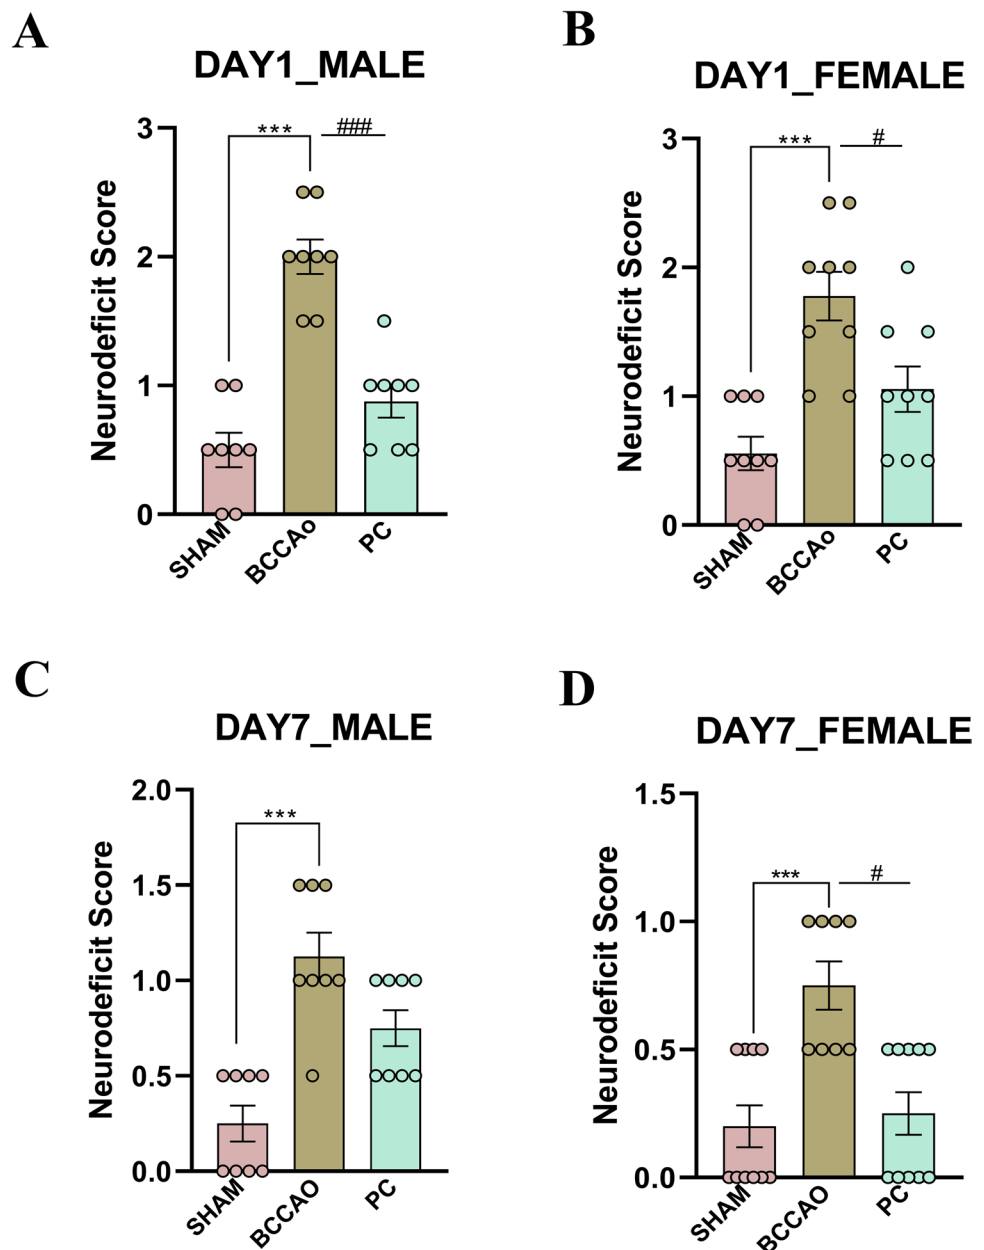 A
DAY1_MALE
Neurodeficit Score
3
2
1
0
***
###
SHAM
BCCAo
PC
B
DAY1_FEMALE
Neurodeficit Score
3
2
1
0
***
#
SHAM
BCCAo
PC
C
DAY7_MALE
Neurodeficit Score
2.0
1.5
1.0
0.5
0.0
***
SHAM
BCCAO
PC
D
DAY7_FEMALE
Neurodeficit Score
1.5
1.0
0.5
0.0
***
#
SHAM
BCCAO
PC